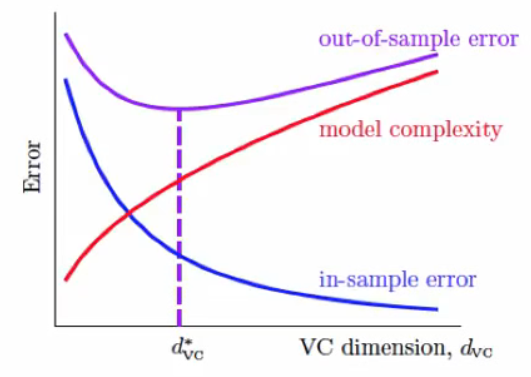 out-of-sample error
model complexity
Error
in-sample error
d*VC
VC dimension, dVC